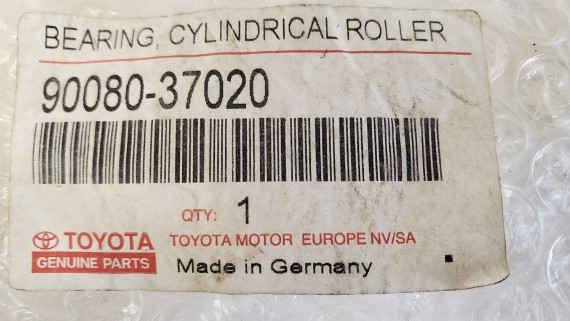 BEARING, CYLINDRICAL ROLLER
90080-37020
QTY: 1
TOYOTA
GENUINE PARTS
TOYOTA MOTOR EUROPE NV/SA
Made in Germany